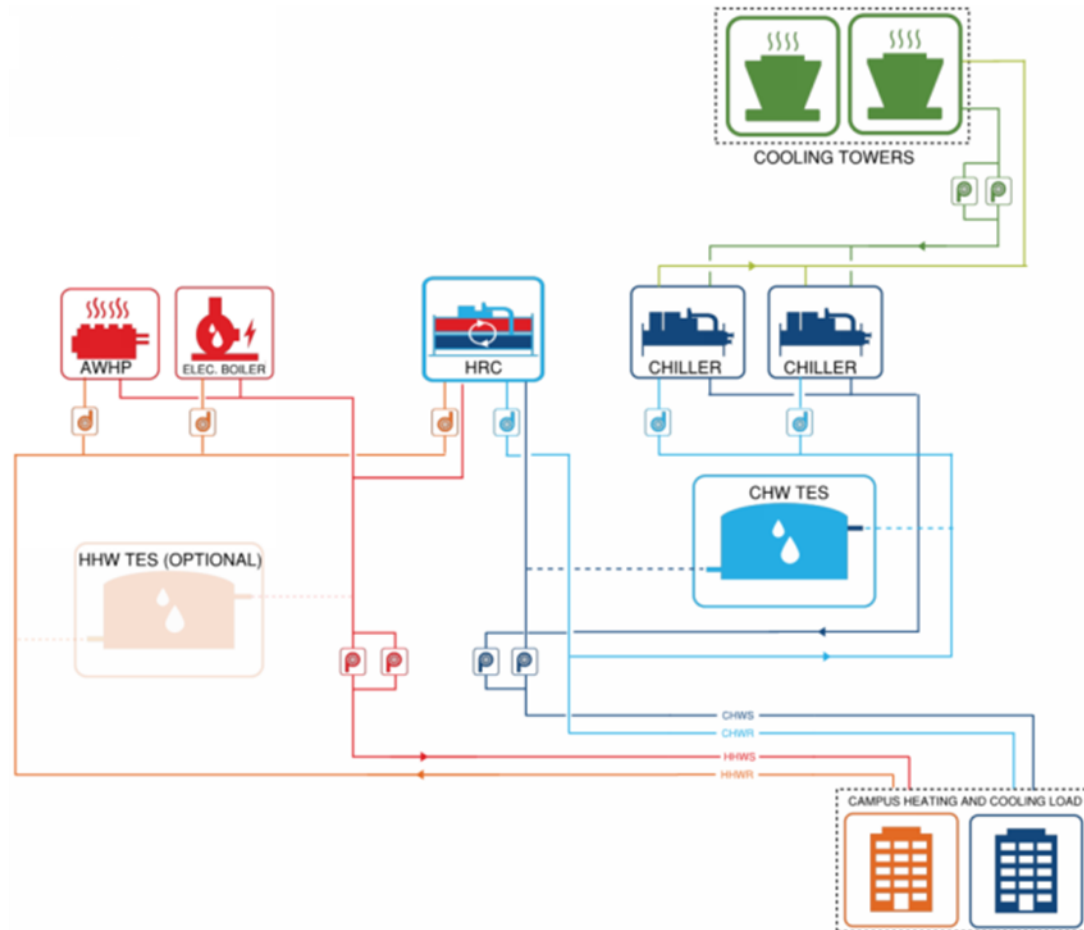 COOLING TOWERS
AWHP
ELEC. BOILER
HRC
CHILLER
CHILLER
CHW TES
HHW TES (OPTIONAL)
CHWS
CHWR
HHWS
HHWR
CAMPUS HEATING AND COOLING LOAD